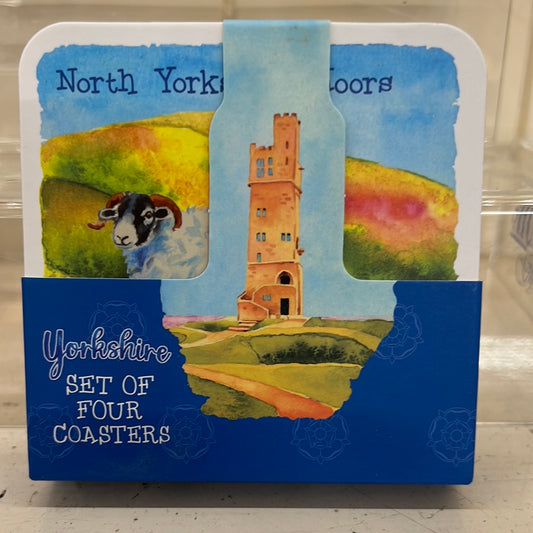 North Yorks oors
Yorkshire
SET OF
FOUR
COASTERS